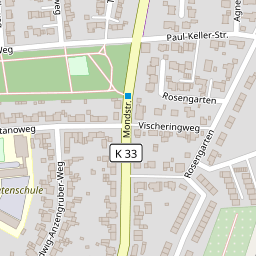 Paul-Keller-Str.
Weg
Rosengarten
Mondstr.
tanoweg
Vischeringweg
K 33
Rosengarten
tenschule
dwig-Anzengruber-Weg